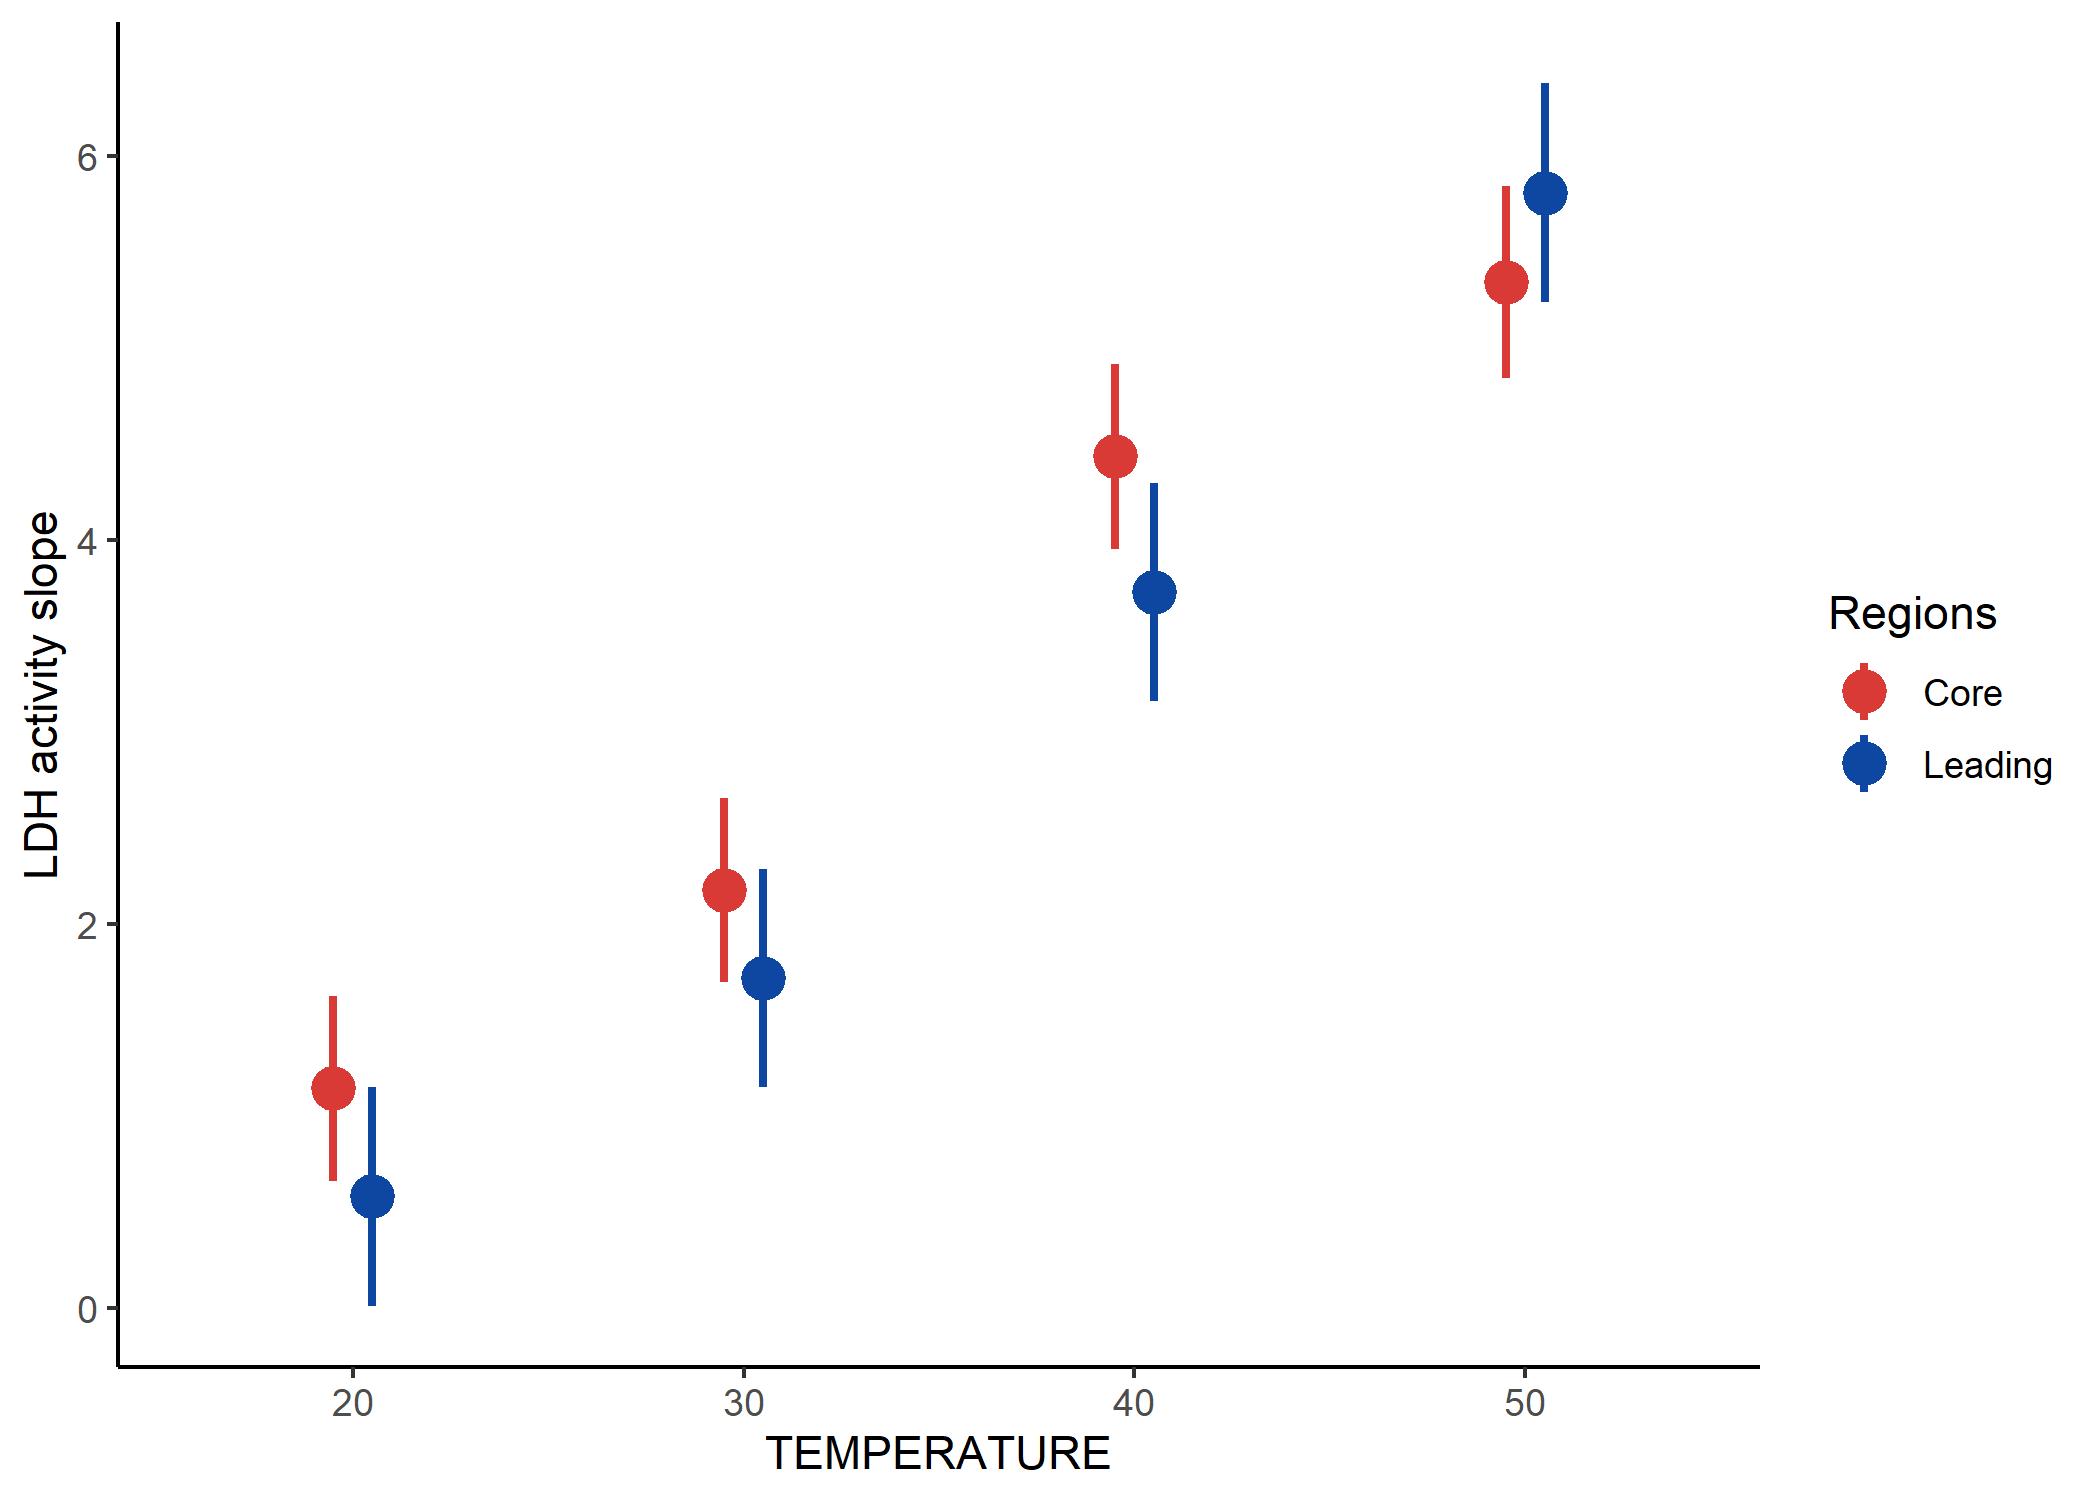 LDH activity slope
6
4
2
0
20 30 40 50
TEMPERATURE
Regions
Core
Leading